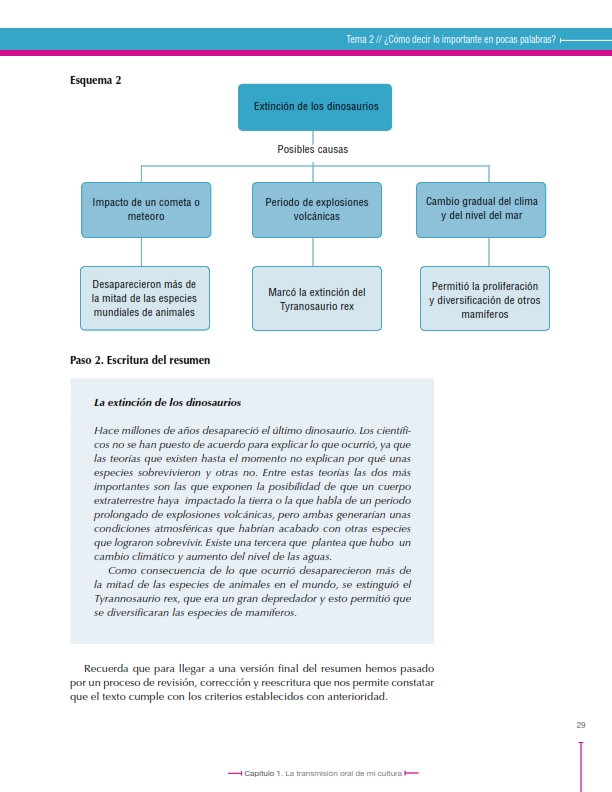 Tema 2 // ¿Cómo decir lo importante en pocas palabras?
Esquema 2
Extinción de los dinosaurios
Posibles causas
Impacto de un cometa o
meteoro
Periodo de explosiones
volcánicas
Cambio gradual del clima
y del nivel del mar
Desaparecieron más de
la mitad de las especies
mundiales de animales
Marcó la extinción del
Tyranosaurio rex
Permitió la proliferación
y diversificación de otros
mamíferos
Paso 2. Escritura del resumen
La extinción de los dinosaurios
Hace millones de años desapareció el último dinosaurio. Los científi-
cos no se han puesto de acuerdo para explicar lo que ocurrió, ya que
las teorías que existen hasta el momento no explican por qué unas
especies sobrevivieron y otras no. Entre estas teorías las dos más
importantes son las que exponen la posibilidad de que un cuerpo
extraterrestre haya impactado la tierra o la que habla de un periodo
prolongado de explosiones volcánicas, pero ambas generarían unas
condiciones atmosféricas que habrían acabado con otras especies
que lograron sobrevivir. Existe una tercera que plantea que hubo un
cambio climático y aumento del nivel de las aguas.
Como consecuencia de lo que ocurrió desaparecieron más de
la mitad de las especies de animales en el mundo, se extinguió el
Tyrannosaurio rex, que era un gran depredador y esto permitió que
se diversificaran las especies de mamíferos.
Recuerda que para llegar a una versión final del resumen hemos pasado
por un proceso de revisión, corrección y reescritura que nos permite constatar
que el texto cumple con los criterios establecidos con anterioridad.
29
Capítulo 1. La transmisión oral de mi cultura